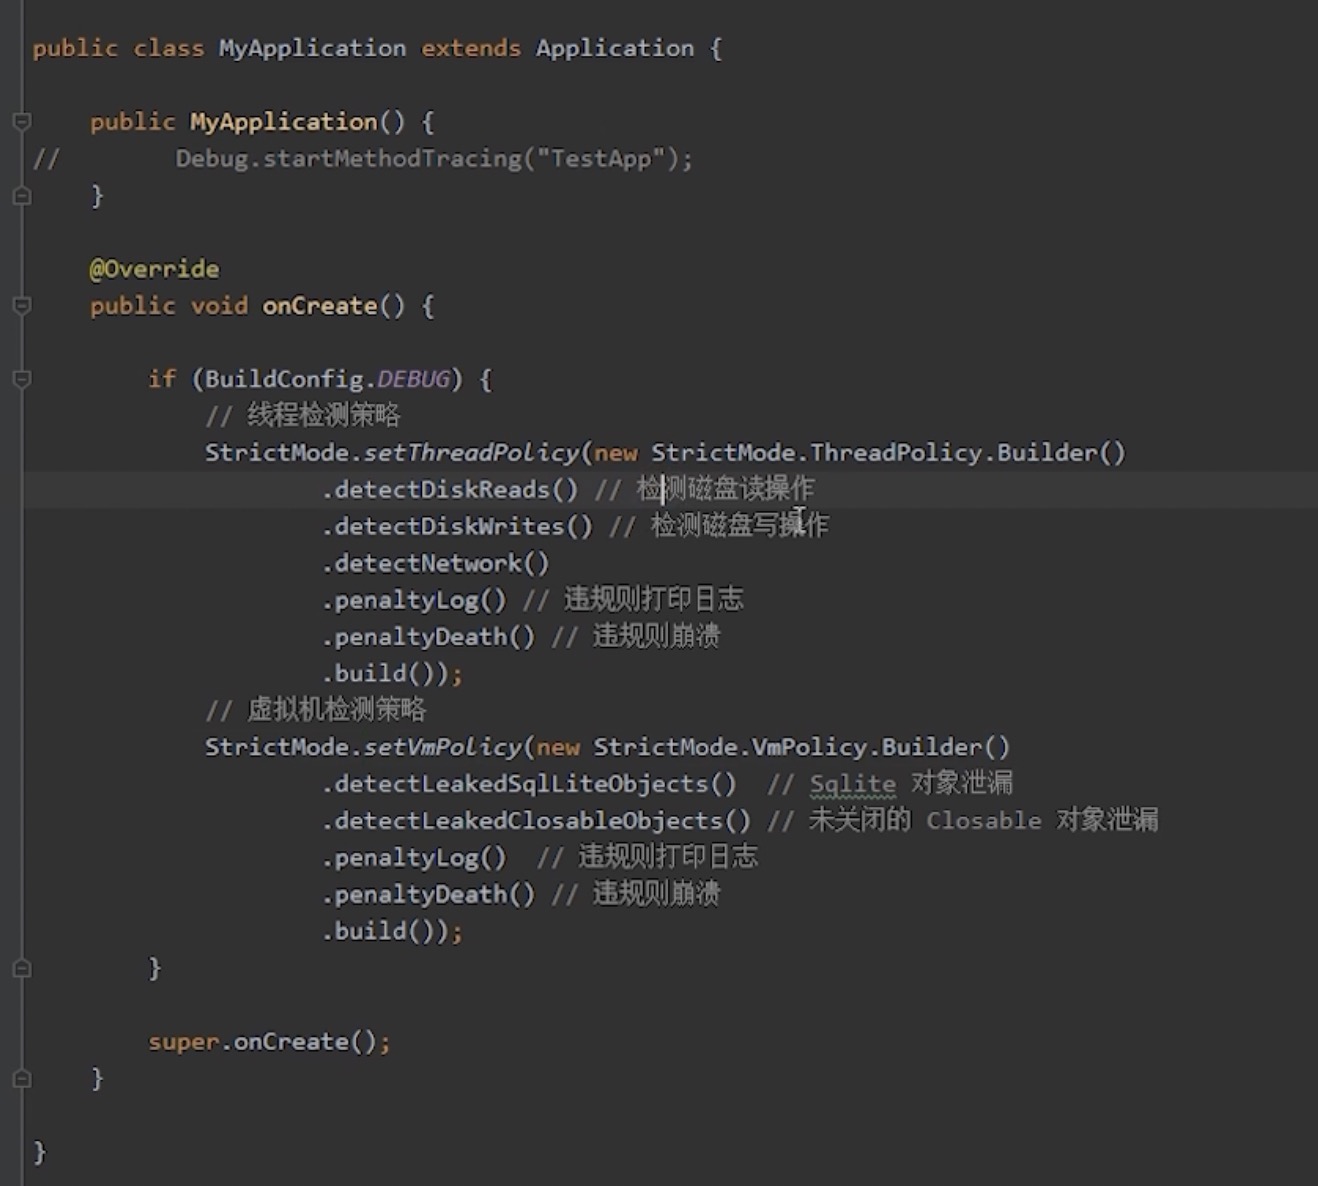 public class MyApplication extends Application {
public MyApplication() {
// Debug.startMethodTracing("TestApp");
}
@Override
public void onCreate() {
if (BuildConfig.DEBUG) {
// 线程检测策略
StrictMode.setThreadPolicy(new StrictMode.ThreadPolicy.Builder()
.detectDiskReads() // 检测磁盘读操作
.detectDiskWrites() // 检测磁盘写操作
.detectNetwork()
.penaltyLog() // 违规则打印日志
.penaltyDeath() // 违规则崩溃
.build());
// 虚拟机检测策略
StrictMode.setVmPolicy(new StrictMode.VmPolicy.Builder()
.detectLeakedSqlLiteObjects() // Sqlite 对象泄漏
.detectLeakedClosableObjects() // 未关闭的 Closable 对象泄漏
.penaltyLog() // 违规则打印日志
.penaltyDeath() // 违规则崩溃
.build());
}
super.onCreate();
}
}